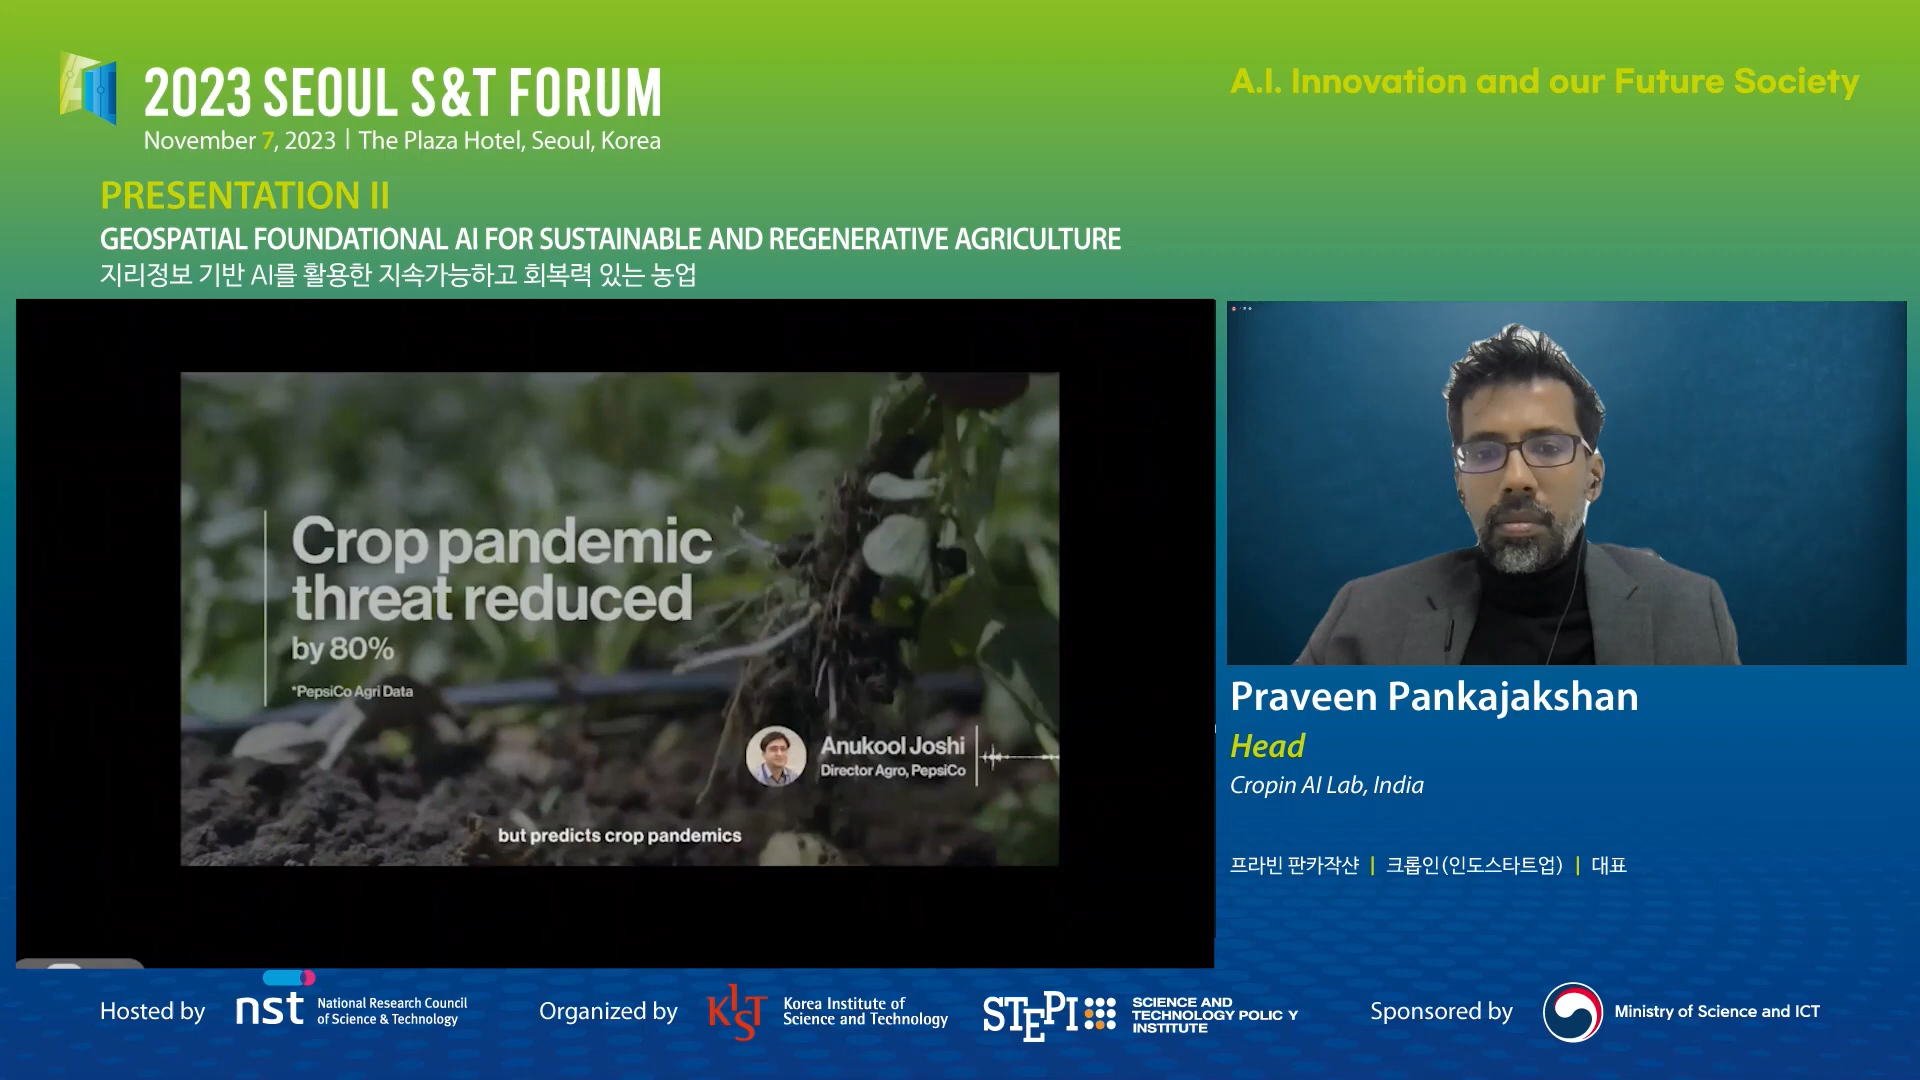 2023 SEOUL S&T FORUM
November 7, 2023 | The Plaza Hotel, Seoul, Korea
A.I. Innovation and our Future Society
PRESENTATION II
GEOSPATIAL FOUNDATIONAL AI FOR SUSTAINABLE AND REGENERATIVE AGRICULTURE
지리정보 기반 AI를 활용한 지속가능하고 회복력 있는 농업
Crop pandemic
threat reduced
by 80%
*PepsiCo Agri Data
Anukool Joshi
Director Agro, PepsiCo
but predicts crop pandemics
Praveen Pankajakshan
Head
Cropin AI Lab, India
프라빈 판카작샨 | 크롭인(인도스타트업) | 대표
Hosted by
nst
National Research Council
of Science & Technology
Organized by
KIST
Korea Institute of
Science and Technology
STEPI
SCIENCE AND
TECHNOLOGY POLIC Y
INSTITUTE
Sponsored by
Ministry of Science and ICT